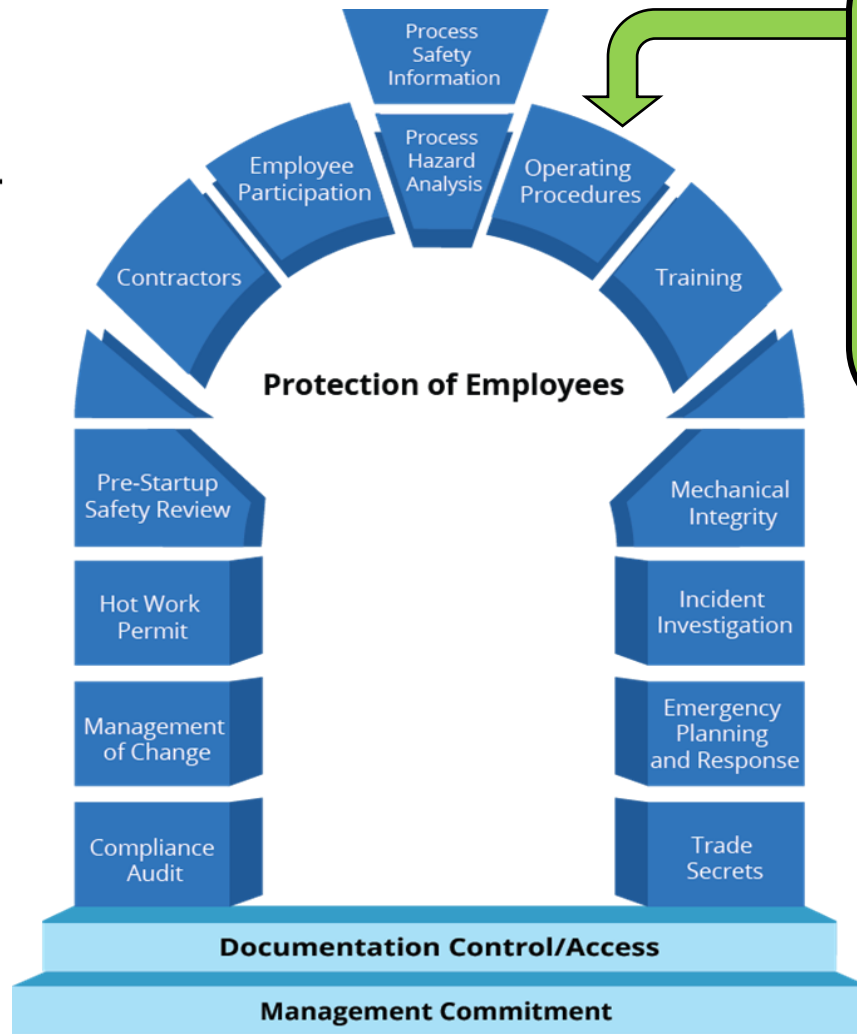 Process
Safety
Information
Process
Hazard
Analysis
Employee
Participation
Operating
Procedures
Contractors
Training
Protection of Employees
Pre-Startup
Safety Review
Mechanical
Integrity
Hot Work
Permit
Incident
Investigation
Management
of Change
Emergency
Planning
and Response
Compliance
Audit
Trade
Secrets
Documentation Control/Access
Management Commitment